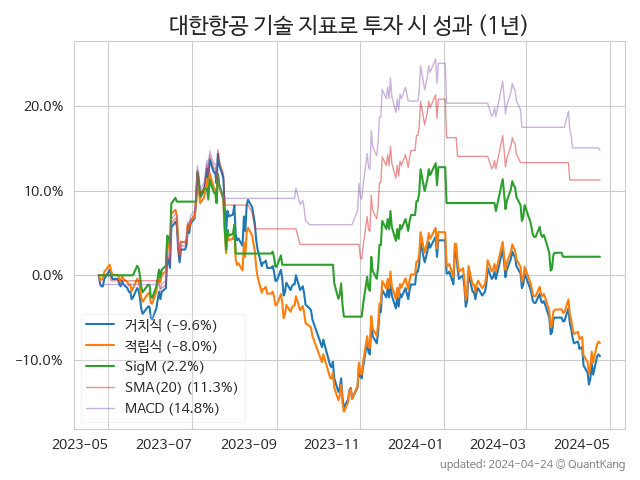 대한항공 기술 지표로 투자 시 성과 (1년)
20.0%
10.0%
0.0%
−10.0%
거치식 (−9.6%)
적립식 (−8.0%)
SigM (2.2%)
SMA(20) (11.3%)
MACD (14.8%)
2023-05 2023-07 2023-09 2023-11 2024-01 2024-03 2024-05
updated: 2024-04-24 © QuantKang